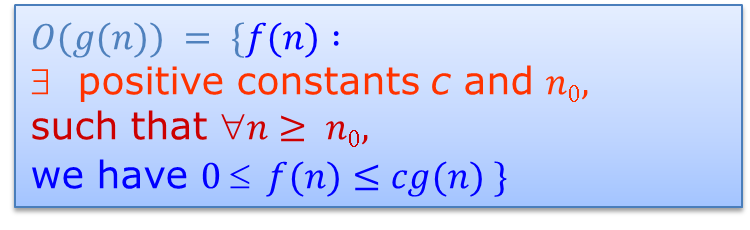 O(g(n)) = {f(n) :
∃ positive constants c and n₀,
such that ∀n ≥ n₀,
we have 0 ≤ f(n) ≤ cg(n) }